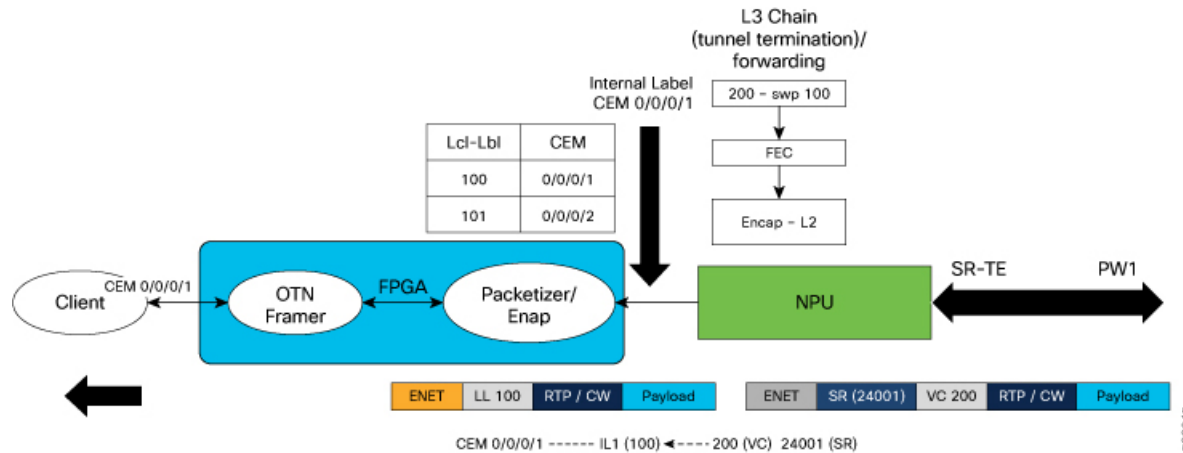 L3 Chain
(tunnel termination)/
forwarding
Internal Label
CEM 0/0/0/1
200 – swp 100
FEC
Encap – L2
Lcl-Lbl CEM
100 0/0/0/1
101 0/0/0/2
Client
CEM 0/0/0/1
OTN
Framer
FPGA
Packetizer/
Enap
NPU
SR-TE
PW1
ENET LL 100 RTP / CW Payload
ENET SR (24001) VC 200 RTP / CW Payload
CEM 0/0/0/1 ------ IL1 (100) ---- 200 (VC) 24001 (SR)